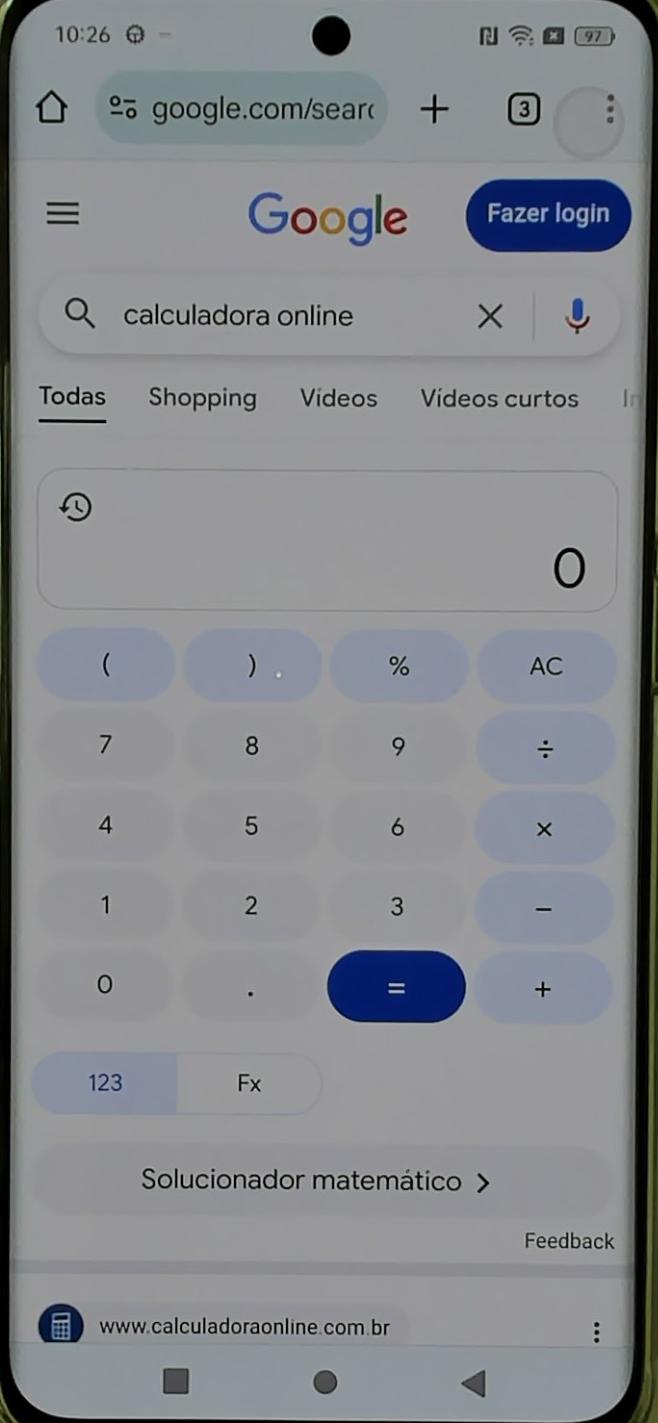 10:26
97
google.com/searc
3
Google
Fazer login
calculadora online
Todas Shopping Vídeos Vídeos curtos
0
( ) % AC
7 8 9 ÷
4 5 6 ×
1 2 3 −
0 . = +
123 Fx
Solucionador matemático
Feedback
www.calculadoraonline.com.br